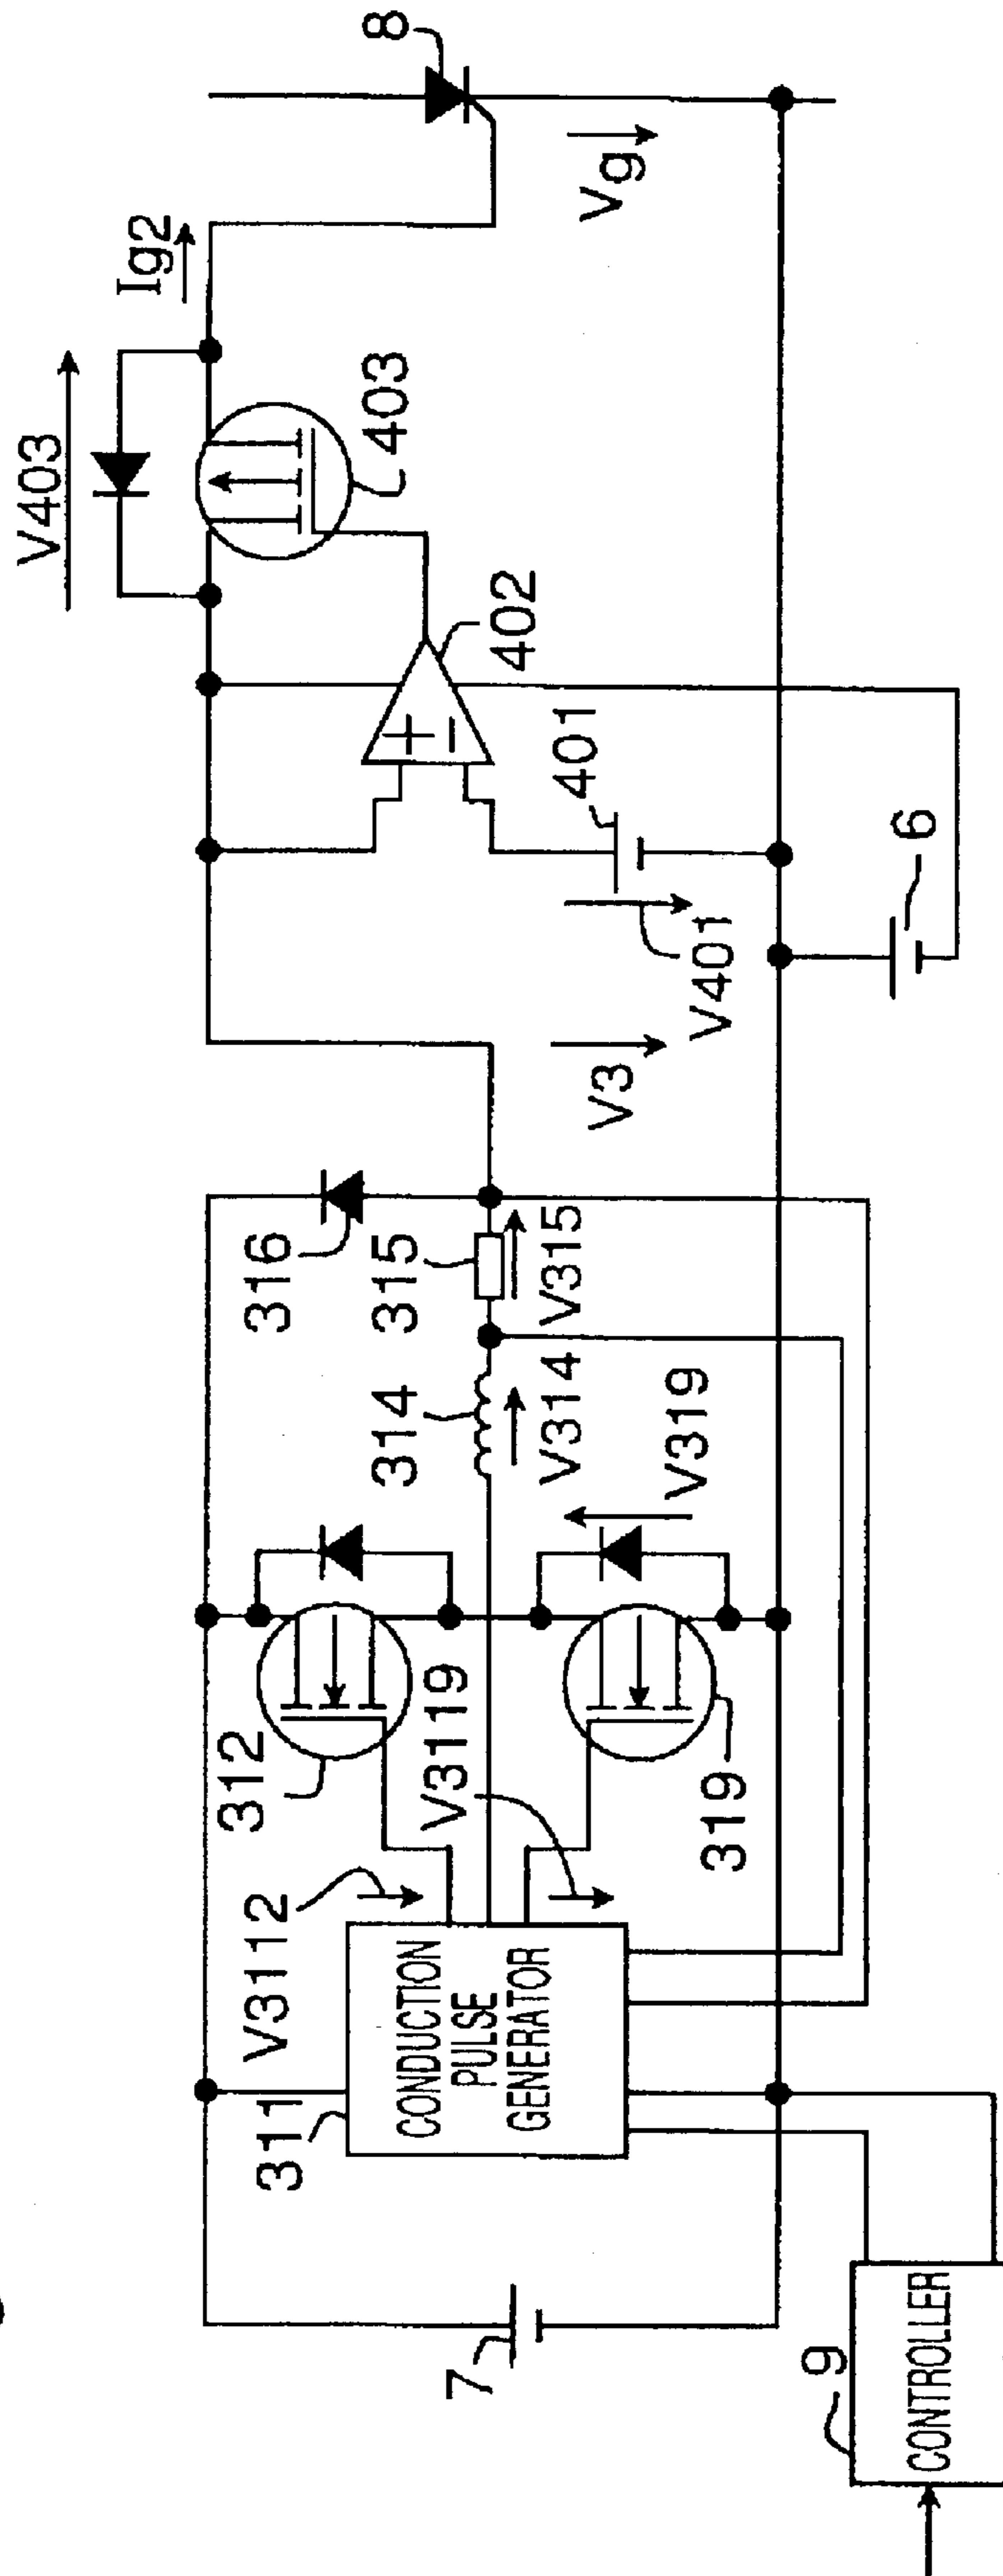 8
Ig2
Vg
V403
403
402
401
V401
6
V3
316
315
V315
314
V314
V319
312
V3119
319
V3112
CONDUCTION
PULSE
GENERATOR
311
7
9
CONTROLLER